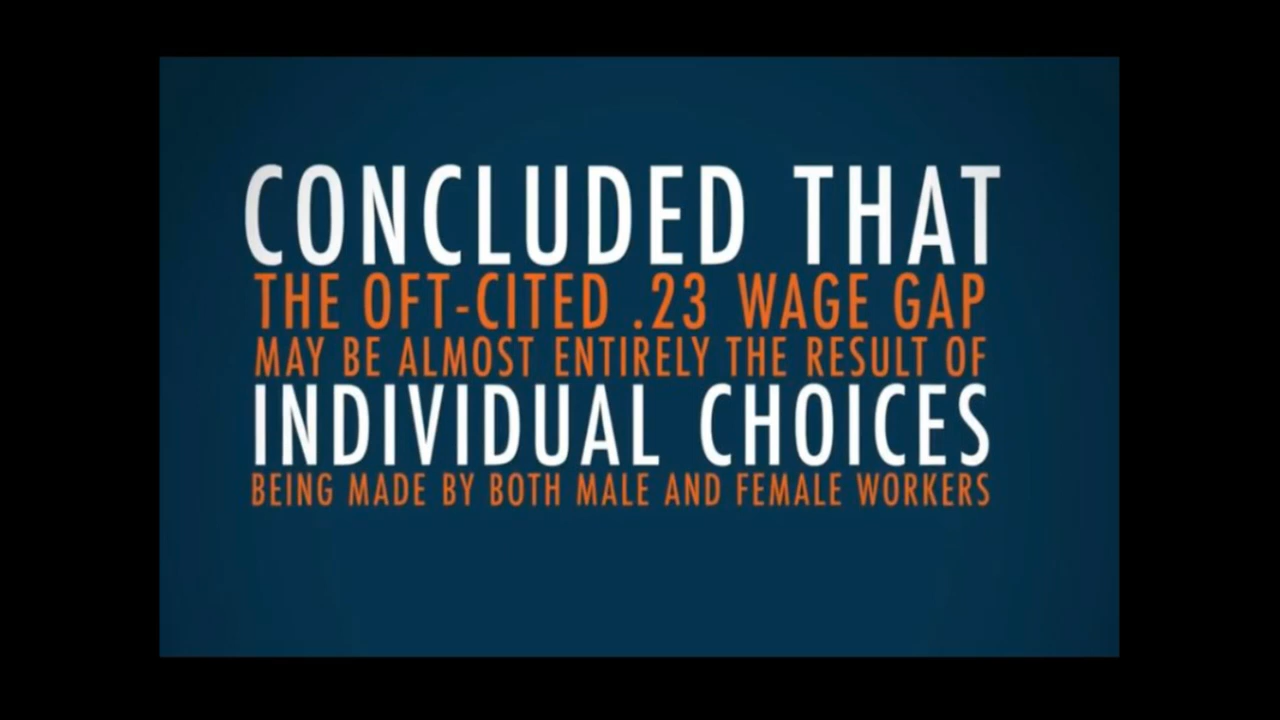 CONCLUDED THAT
THE OFT-CITED .23 WAGE GAP
MAY BE ALMOST ENTIRELY THE RESULT OF
INDIVIDUAL CHOICES
BEING MADE BY BOTH MALE AND FEMALE WORKERS